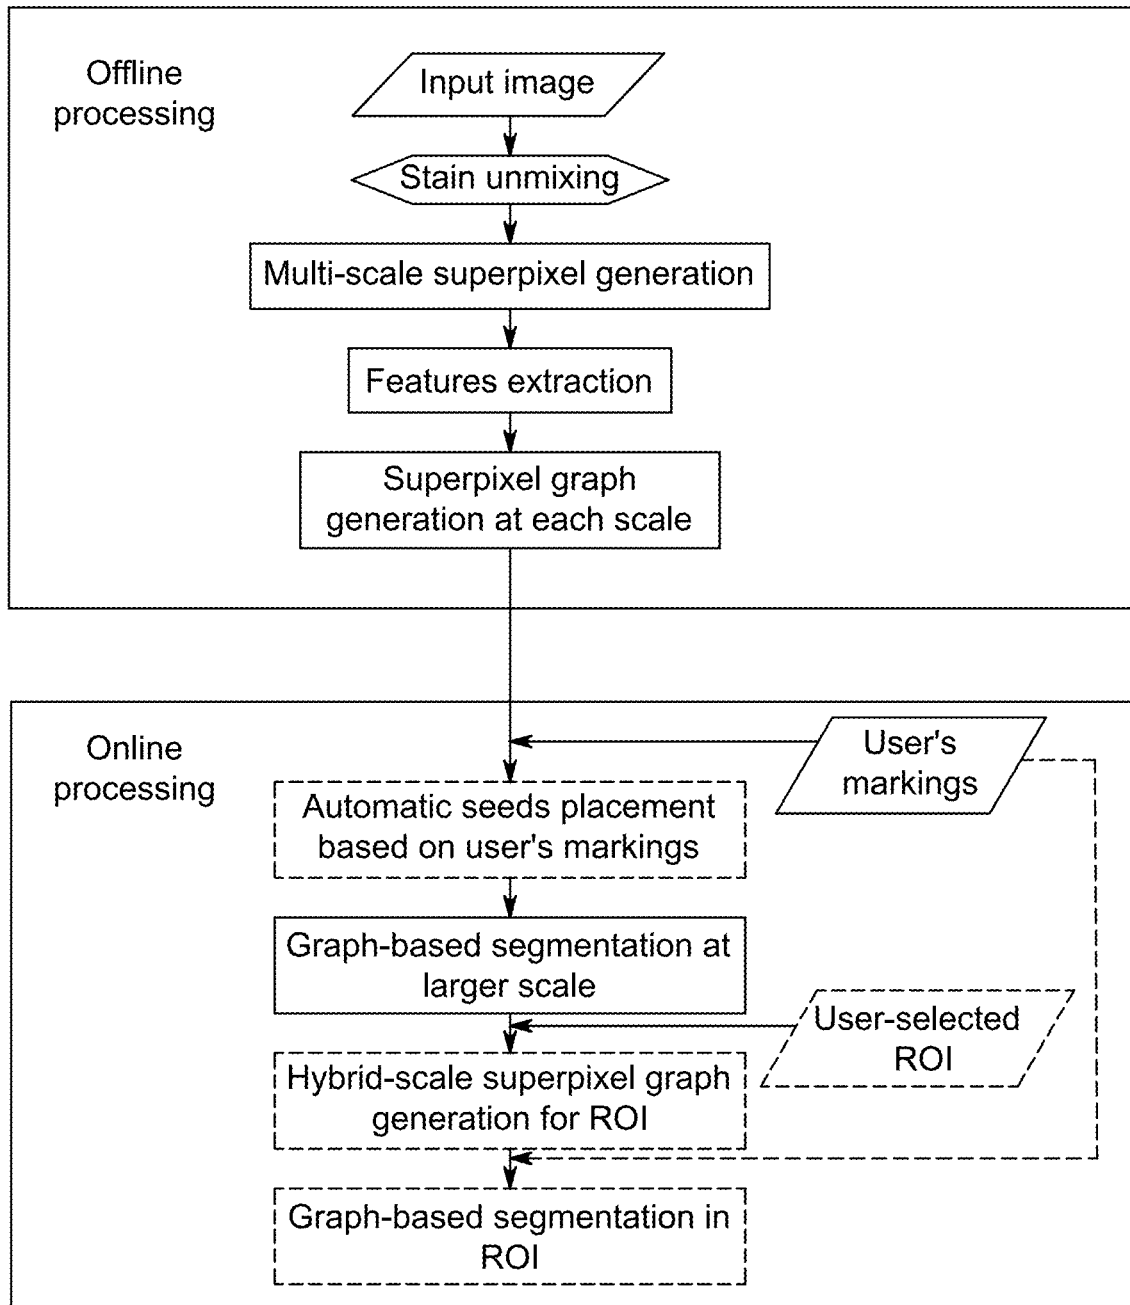 Offline
processing
Input image
Stain unmixing
Multi-scale superpixel generation
Features extraction
Superpixel graph
generation at each scale
Online
processing
User's
markings
Automatic seeds placement
based on user's markings
Graph-based segmentation at
larger scale
User-selected
ROI
Hybrid-scale superpixel graph
generation for ROI
Graph-based segmentation in
ROI